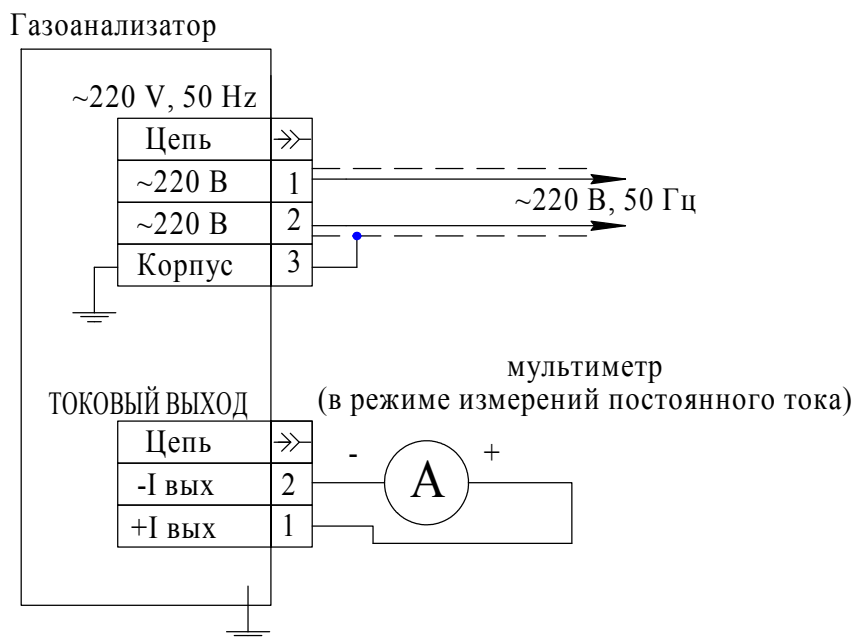 Газоанализатор
~220 V, 50 Hz
Цепь
~220 В 1
~220 В, 50 Гц
~220 В 2
Корпус 3
мультиметр
(в режиме измерений постоянного тока)
ТОКОВЫЙ ВЫХОД
Цепь
- +
-I вых 2
A
+I вых 1